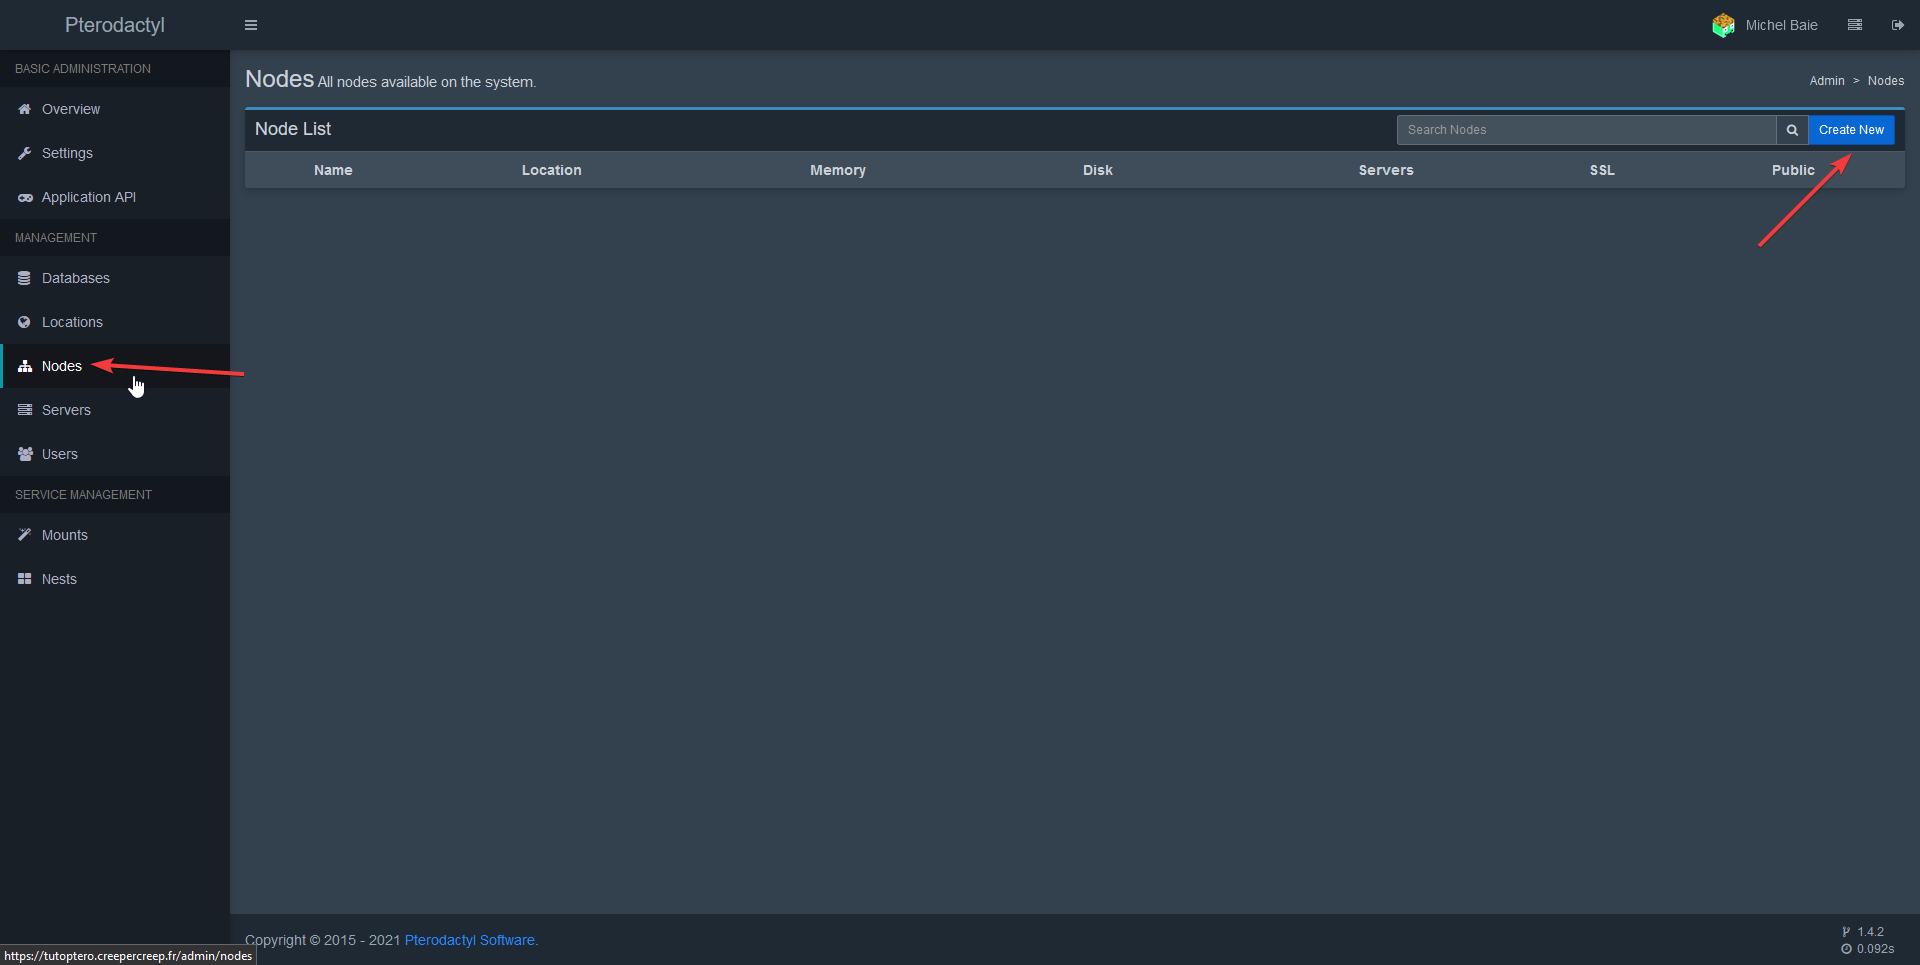 Pterodactyl
Michel Baie
BASIC ADMINISTRATION
Overview
Settings
Application API
MANAGEMENT
Databases
Locations
Nodes
Servers
Users
SERVICE MANAGEMENT
Mounts
Nests
Nodes All nodes available on the system.
Admin > Nodes
Node List
Search Nodes
Create New
Name Location Memory Disk Servers SSL Public
Copyright © 2015 - 2021 Pterodactyl Software.
1.4.2
0.092s
https://tutoptero.creepercreep.fr/admin/nodes